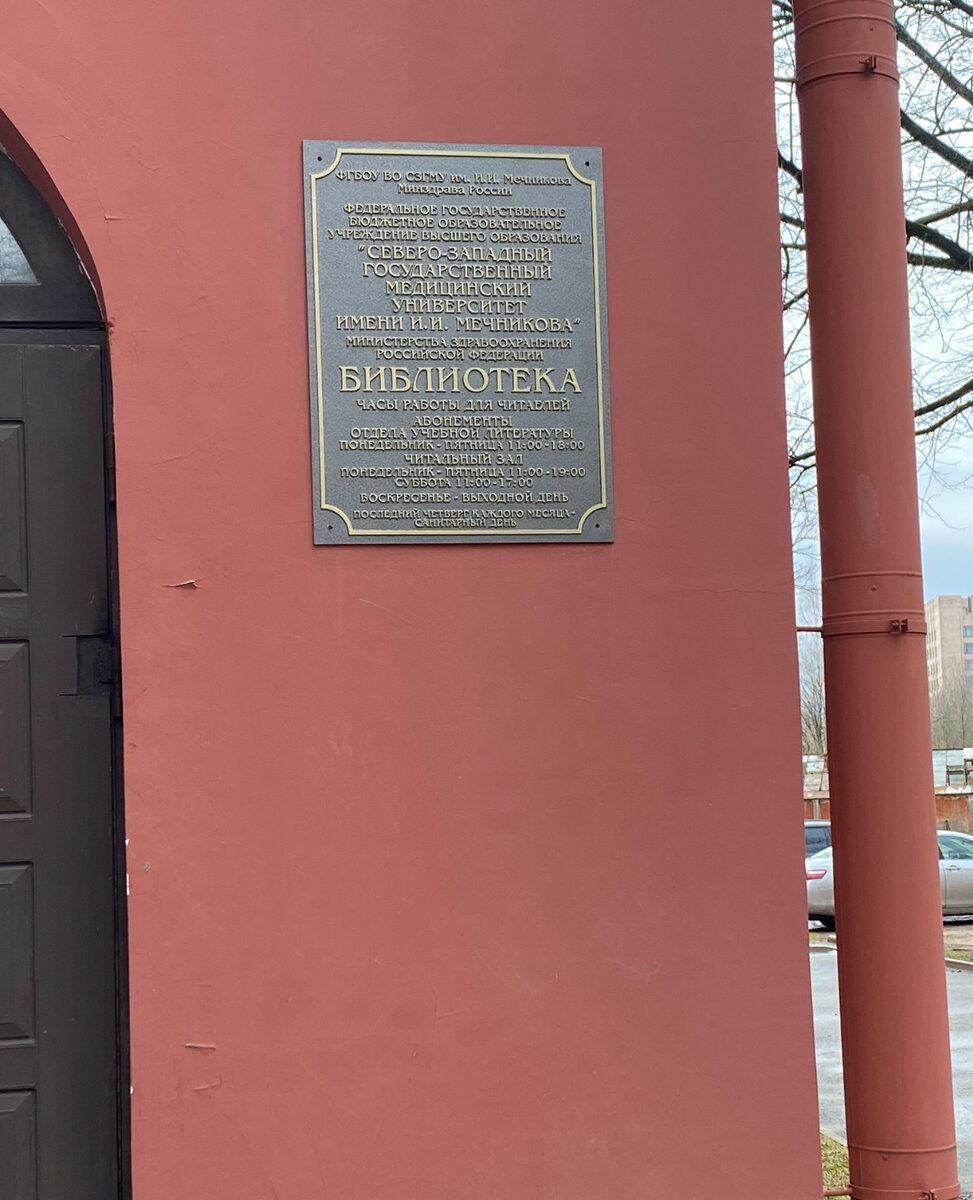 ФГБОУ ВО СЗГМУ им. И.И. Мечникова
Минздрава России
ФЕДЕРАЛЬНОЕ ГОСУДАРСТВЕННОЕ
БЮДЖЕТНОЕ ОБРАЗОВАТЕЛЬНОЕ
УЧРЕЖДЕНИЕ ВЫСШЕГО ОБРАЗОВАНИЯ
"СЕВЕРО-ЗАПАДНЫЙ
ГОСУДАРСТВЕННЫЙ
МЕДИЦИНСКИЙ
УНИВЕРСИТЕТ
ИМЕНИ И.И. МЕЧНИКОВА"
МИНИСТЕРСТВА ЗДРАВООХРАНЕНИЯ
РОССИЙСКОЙ ФЕДЕРАЦИИ
БИБЛИОТЕКА
ЧАСЫ РАБОТЫ ДЛЯ ЧИТАЕЛЕЙ
АБОНЕМЕНТЫ
ОТДЕЛА УЧЕБНОЙ ЛИТЕРАТУРЫ
ПОНЕДЕЛЬНИК - ПЯТНИЦА 11:00 -18:00
ЧИТАЛЬНЫЙ ЗАЛ
ПОНЕДЕЛЬНИК - ПЯТНИЦА 11:00 -19:00
СУББОТА 11:00-17:00
ВОСКРЕСЕНЬЕ - ВЫХОДНОЙ ДЕНЬ
ПОСЛЕДНИЙ ЧЕТВЕРГ КАЖДОГО МЕСЯЦА-
САНИТАРНЫЙ ДЕНЬ